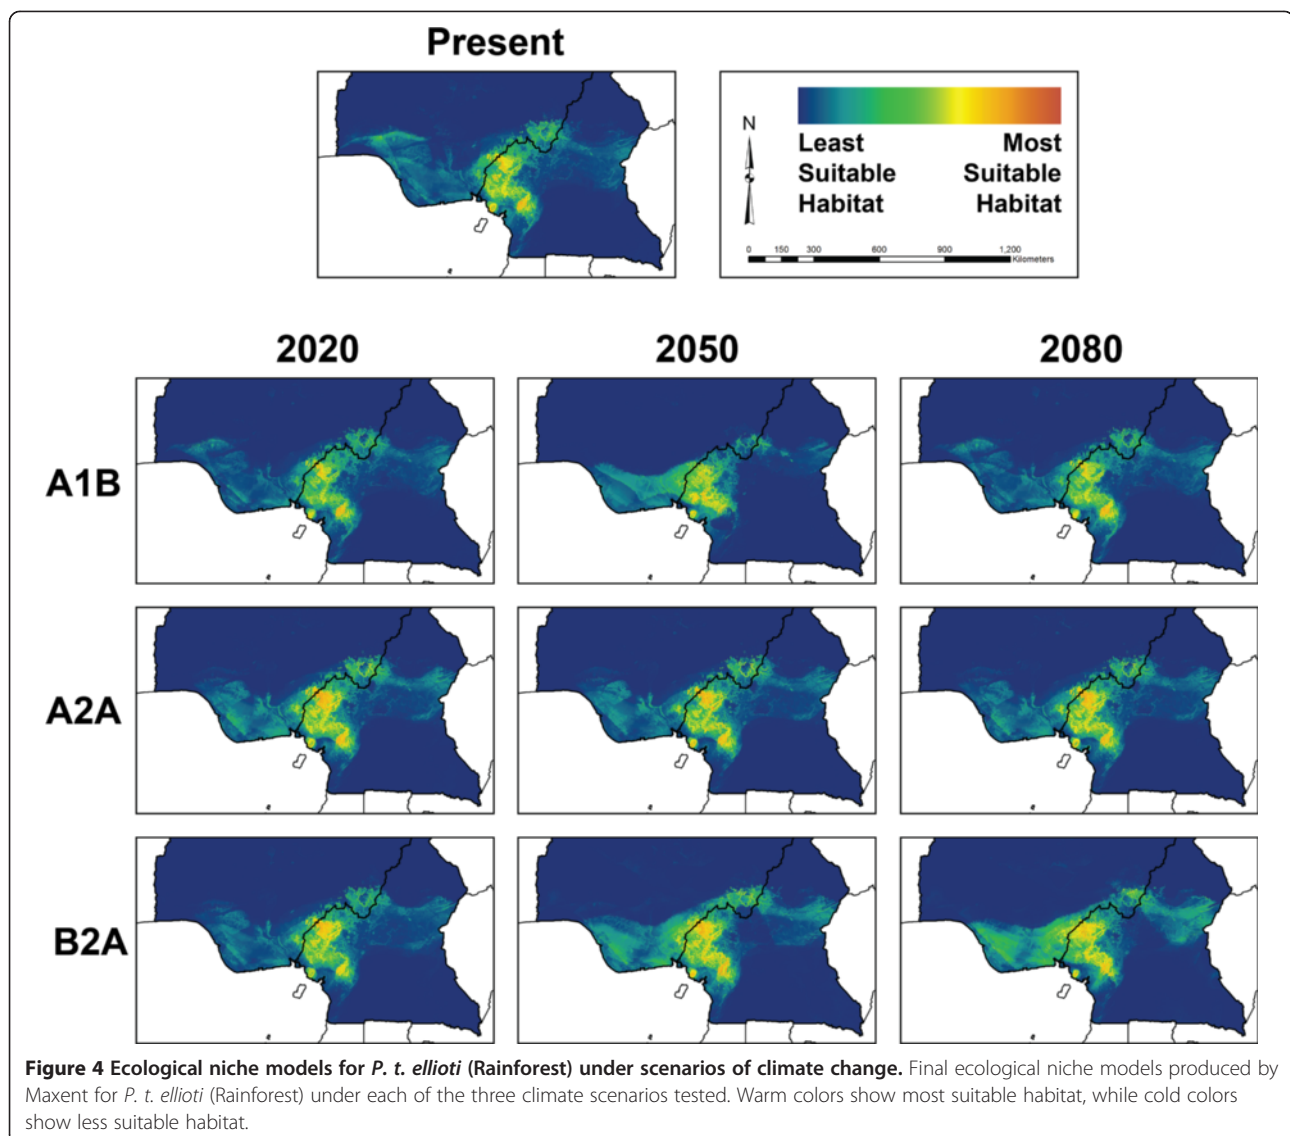 Present
N
Least Most
Suitable Suitable
Habitat Habitat
0 150 300 600 900 1,200
Kilometers
2020 2050 2080
A1B
A2A
B2A
Figure 4 Ecological niche models for P. t. ellioti (Rainforest) under scenarios of climate change. Final ecological niche models produced by
Maxent for P. t. ellioti (Rainforest) under each of the three climate scenarios tested. Warm colors show most suitable habitat, while cold colors
show less suitable habitat.